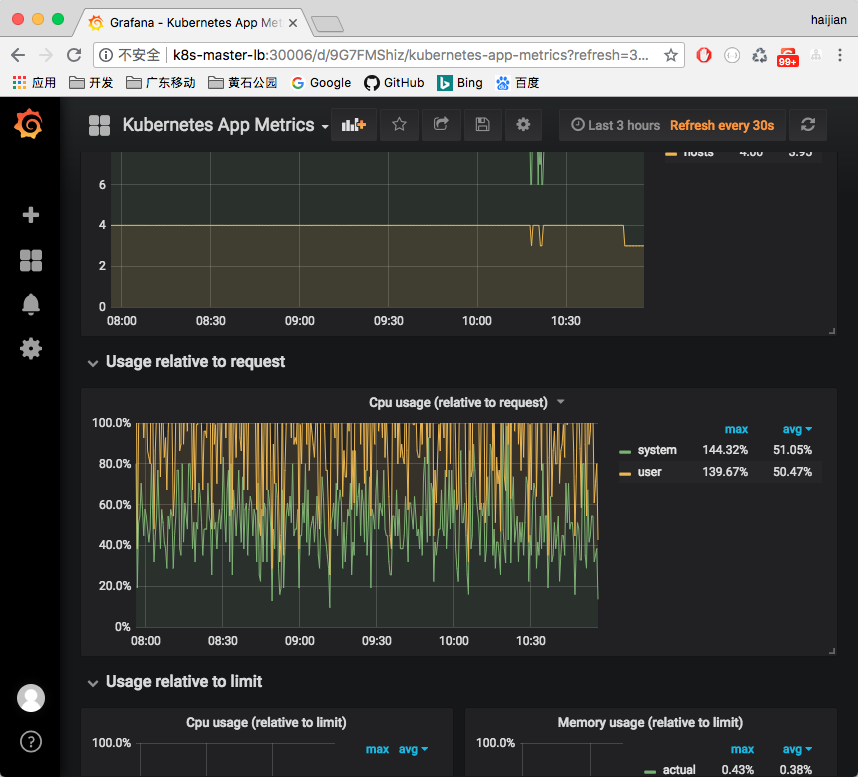 Grafana - Kubernetes App Met
haijian
不安全 k8s-master-lb:30006/d/9G7FMShiz/kubernetes-app-metrics?refresh=3...
99+
应用 开发 广东移动 黄石公园 Google GitHub Bing 百度
Kubernetes App Metrics
Last 3 hours Refresh every 30s
hosts 4.00 3.95
6
4
2
0
08:00 08:30 09:00 09:30 10:00 10:30
Usage relative to request
Cpu usage (relative to request)
100.0%
80.0%
60.0%
40.0%
20.0%
0%
08:00 08:30 09:00 09:30 10:00 10:30
max avg
system 144.32% 51.05%
user 139.67% 50.47%
Usage relative to limit
Cpu usage (relative to limit)
100.0%
max avg
Memory usage (relative to limit)
100.0%
max avg
actual 0.43% 0.38%